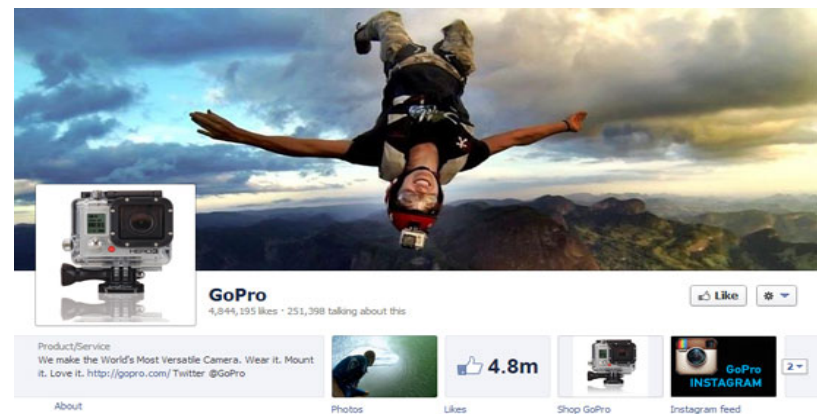 HERO3
GoPro
4,844,195 likes · 251,398 talking about this
Like
Product/Service
We make the World's Most Versatile Camera. Wear it. Mount
it. Love it. http://gopro.com/ Twitter @GoPro
About
Photos
4.8m
Likes
Shop GoPro
GoPro
INSTAGRAM
Instagram feed
2